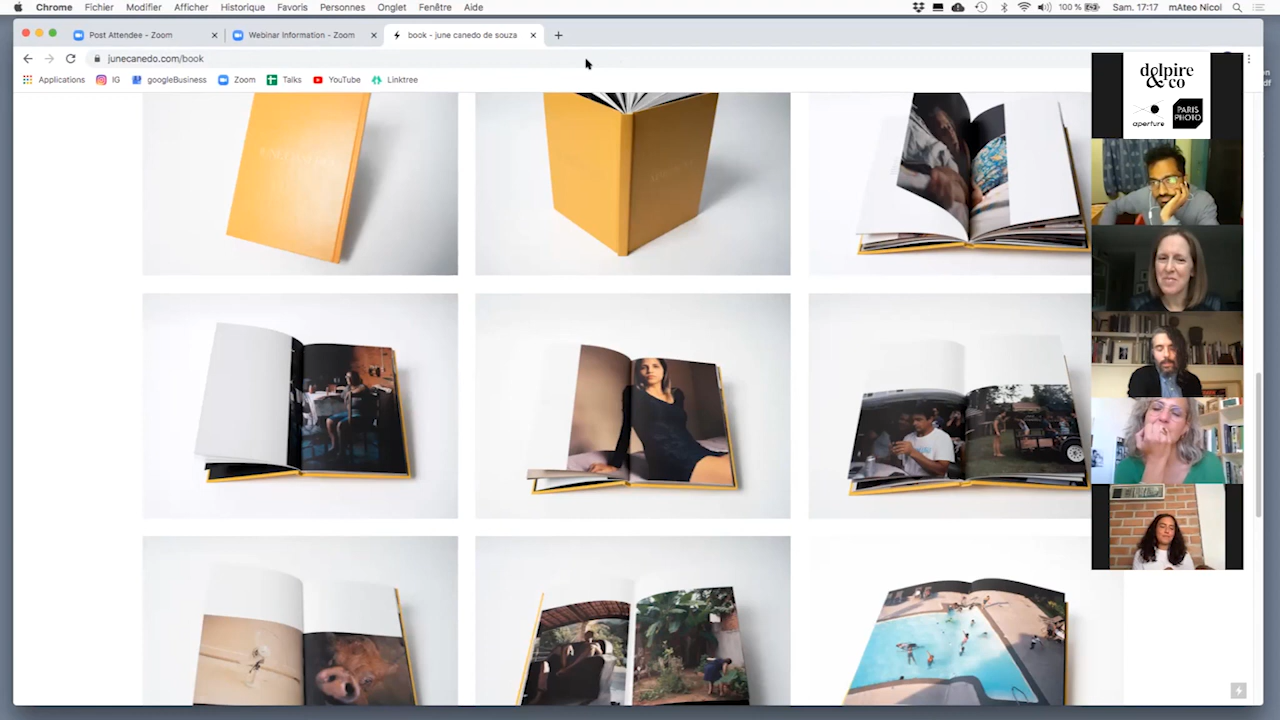 Chrome Fichier Modifier Afficher Historique Favoris Personnes Onglet Fenêtre Aide 100 % Sam. 17:17 mAteo Nicol
Post Attendee - Zoom Webinar Information - Zoom book - june canedo de souza
junecanedo.com/book
Applications IG googleBusiness Zoom Talks YouTube Linktree
delpire
&co
aperture
PARIS
PHOTO